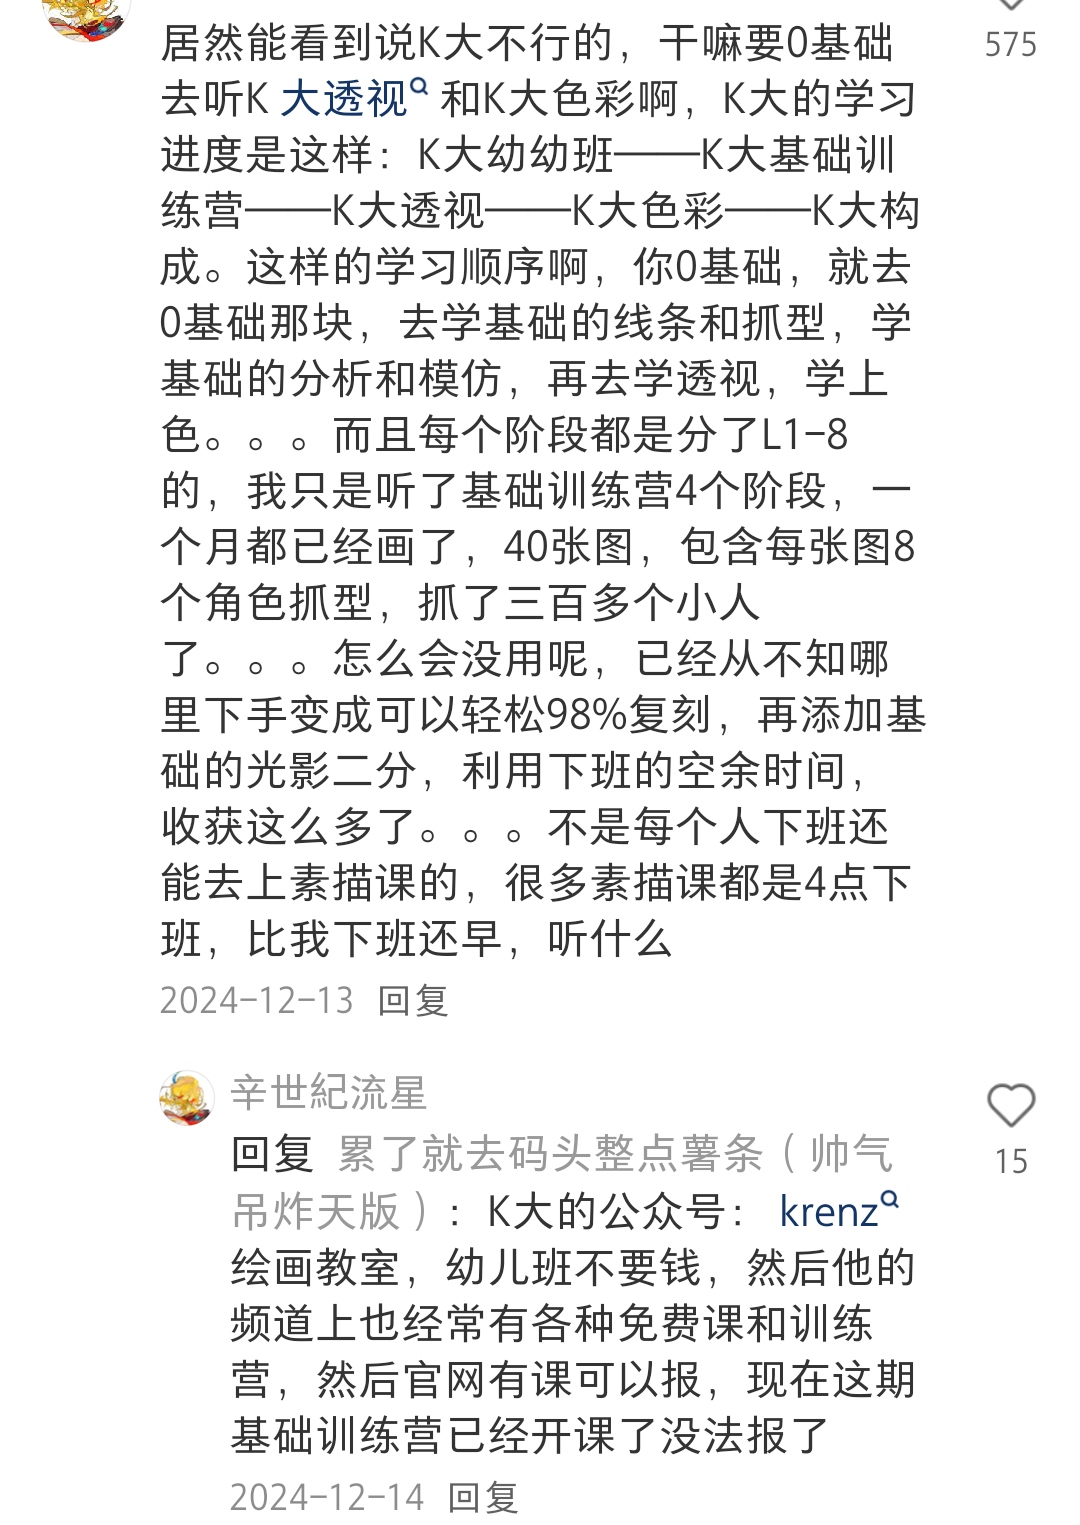 居然能看到说K大不行的，干嘛要0基础
575
去听K 大透视 和K大色彩啊，K大的学习
进度是这样：K大幼幼班——K大基础训
练营——K大透视——K大色彩——K大构
成。这样的学习顺序啊，你0基础，就去
0基础那块，去学基础的线条和抓型，学
基础的分析和模仿，再去学透视，学上
色。。。而且每个阶段都是分了L1-8
的，我只是听了基础训练营4个阶段，一
个月都已经画了，40张图，包含每张图8
个角色抓型，抓了三百多个小人
了。。。怎么会没用呢，已经从不知哪
里下手变成可以轻松98%复刻，再添加基
础的光影二分，利用下班的空余时间，
收获这么多了。。。不是每个人下班还
能去上素描课的，很多素描课都是4点下
班，比我下班还早，听什么
2024-12-13 回复
辛世紀流星
回复 累了就去码头整点薯条（帅气
15
吊炸天版）：K大的公众号： krenz
绘画教室，幼儿班不要钱，然后他的
频道上也经常有各种免费课和训练
营，然后官网有课可以报，现在这期
基础训练营已经开课了没法报了
2024-12-14 回复